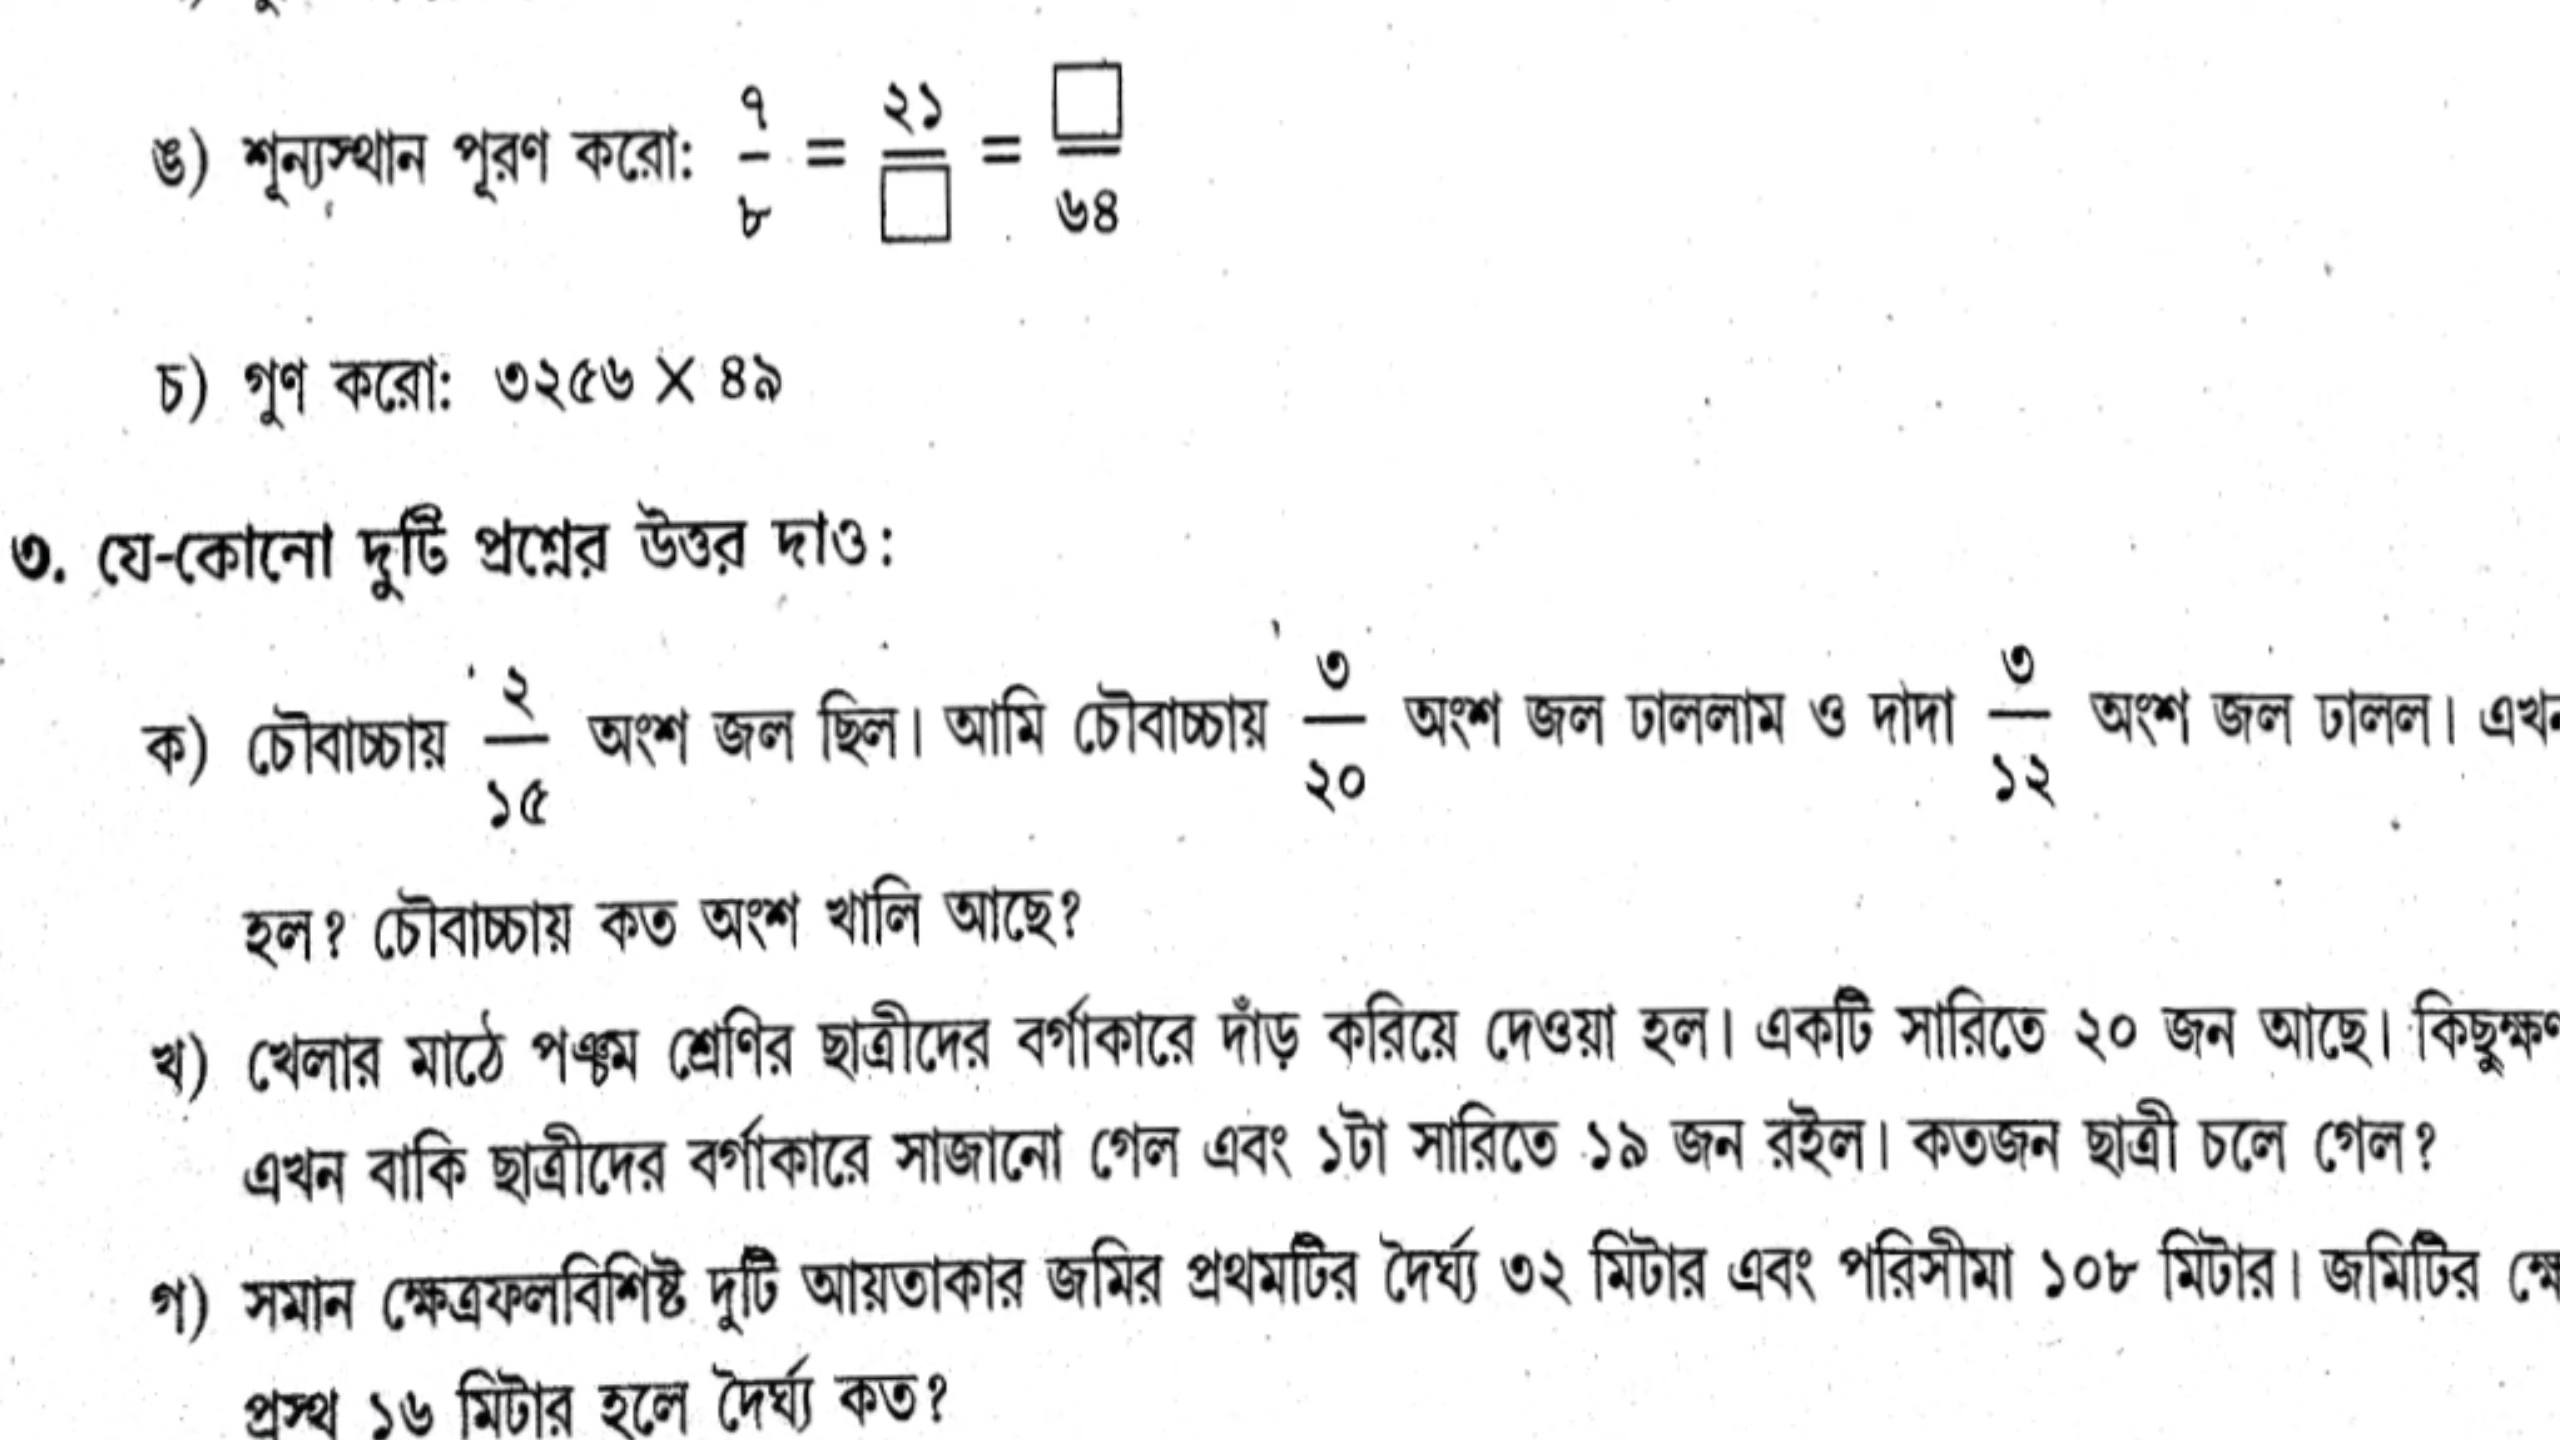 ঙ) শূন্যস্থান পূরণ করো: ৭/৮ = ২১/□ = □/৬৪
চ) গুণ করো: ৩২৫৬ X ৪৯
৩. যে-কোনো দুটি প্রশ্নের উত্তর দাও:
ক) চৌবাচ্চায় ২/১৫ অংশ জল ছিল। আমি চৌবাচ্চায় ৩/২০ অংশ জল ঢাললাম ও দাদা ৩/১২ অংশ জল ঢালল।
হল? চৌবাচ্চায় কত অংশ খালি আছে?
খ) খেলার মাঠে পঞ্চম শ্রেণির ছাত্রীদের বর্গাকারে দাঁড় করিয়ে দেওয়া হল। একটি সারিতে ২০ জন আছে।
এখন বাকি ছাত্রীদের বর্গাকারে সাজানো গেল এবং ১টা সারিতে ১৯ জন রইল। কতজন ছাত্রী চলে গেল?
গ) সমান ক্ষেত্রফলবিশিষ্ট দুটি আয়তাকার জমির প্রথমটির দৈর্ঘ্য ৩২ মিটার এবং পরিসীমা ১০৮ মিটার। জমিটির
প্রস্থ ১৬ মিটার হলে দৈর্ঘ্য কত?